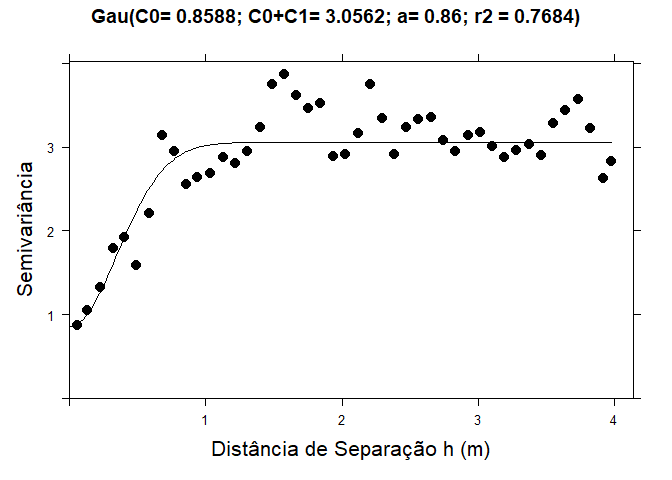 Gau(C0= 0.8588; C0+C1= 3.0562; a= 0.86; r2 = 0.7684)
Semivariância
3
2
1
1 2 3 4
Distância de Separação h (m)